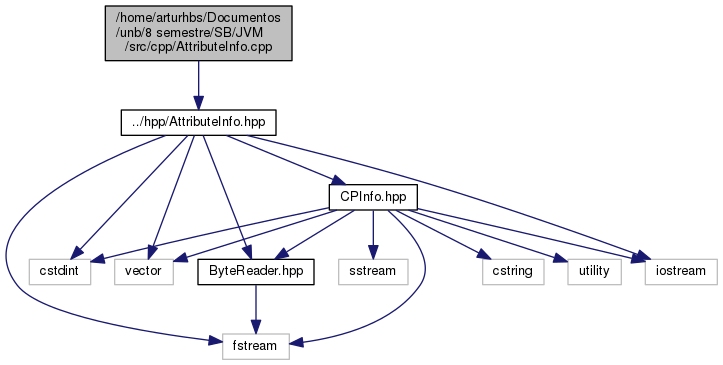 /home/arturhbs/Documentos
/unb/8 semestre/SB/JVM
/src/cpp/AttributeInfo.cpp
../hpp/AttributeInfo.hpp
CPInfo.hpp
cstdint
vector
ByteReader.hpp
sstream
cstring
utility
iostream
fstream